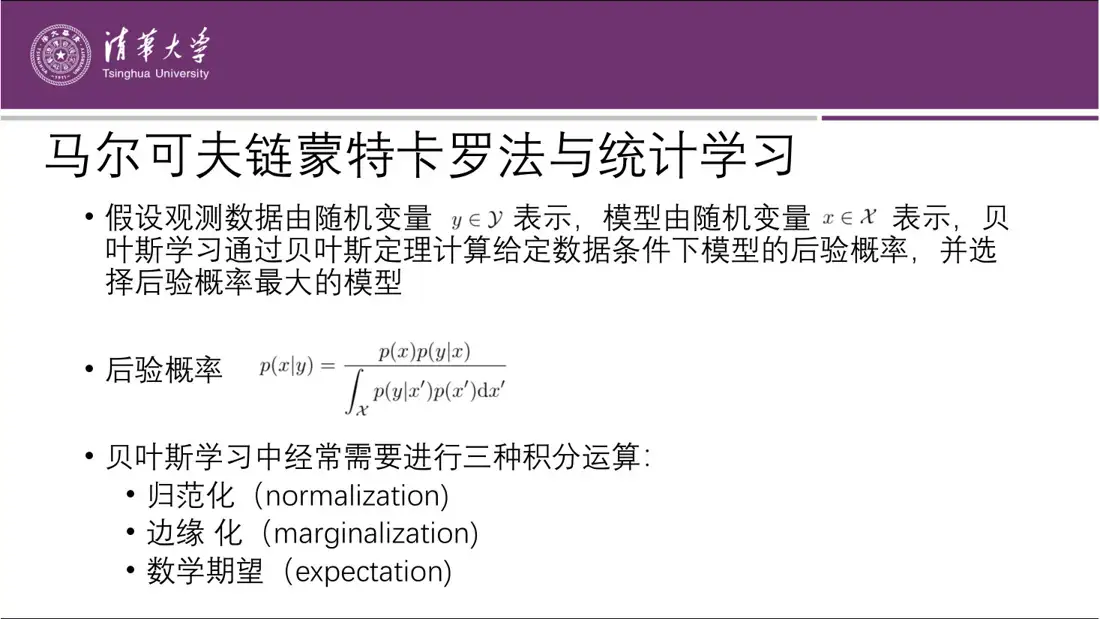 清华大学
Tsinghua University
马尔可夫链蒙特卡罗法与统计学习
• 假设观测数据由随机变量 y ∈ 𝒴 表示，模型由随机变量 x ∈ 𝒳 表示，贝
叶斯学习通过贝叶斯定理计算给定数据条件下模型的后验概率，并选
择后验概率最大的模型
• 后验概率 p(x|y) = p(x)p(y|x) / ∫_𝒳 p(y|x′)p(x′)dx′
• 贝叶斯学习中经常需要进行三种积分运算：
• 归范化（normalization)
• 边缘 化（marginalization)
• 数学期望（expectation)